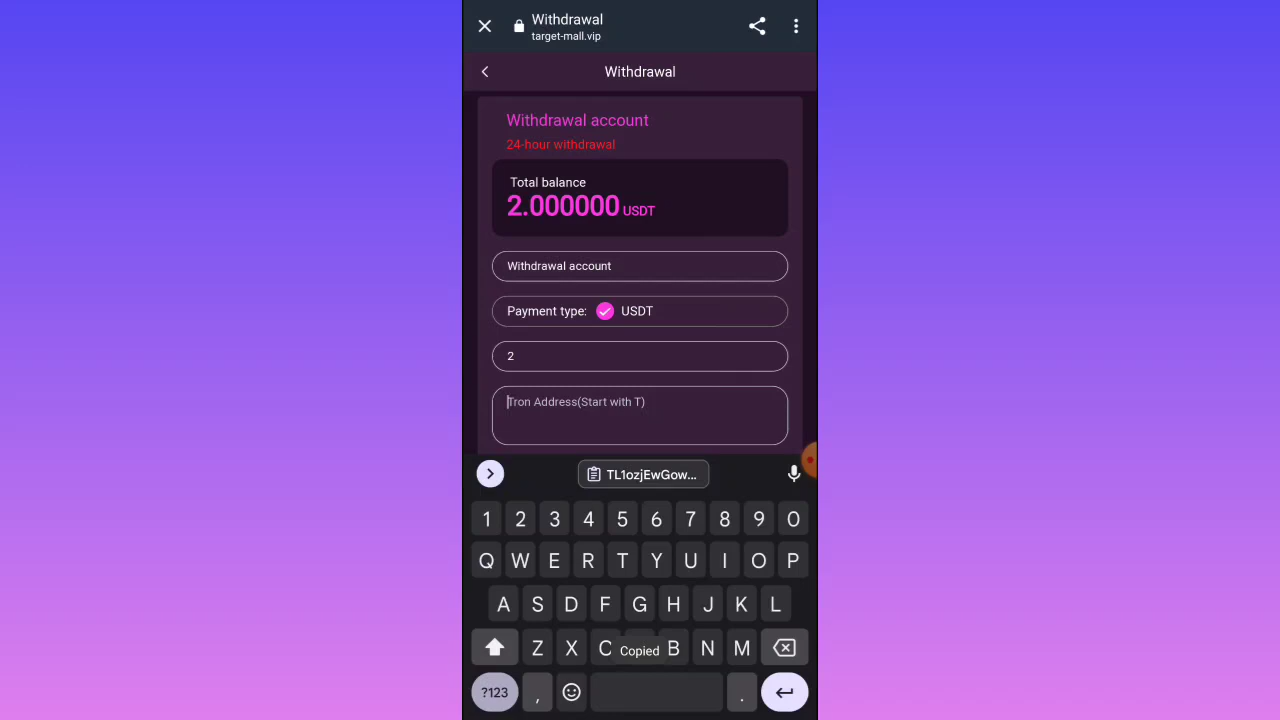 Withdrawal
target-mall.vip
Withdrawal
Withdrawal account
24-hour withdrawal
Total balance
2.000000 USDT
Withdrawal account
Payment type: USDT
2
Tron Address(Start with T)
TL1ozjEwGow...
1 2 3 4 5 6 7 8 9 0
Q W E R T Y U I O P
A S D F G H J K L
Z X C B N M
Copied
?123 , .